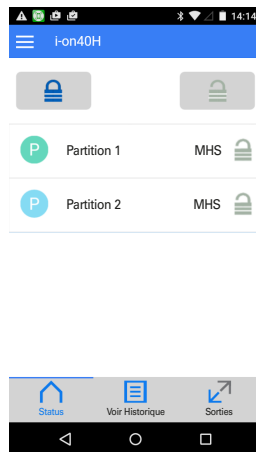 14:14
i-on40H
P Partition 1 MHS
P Partition 2 MHS
Status Voir Historique Sorties